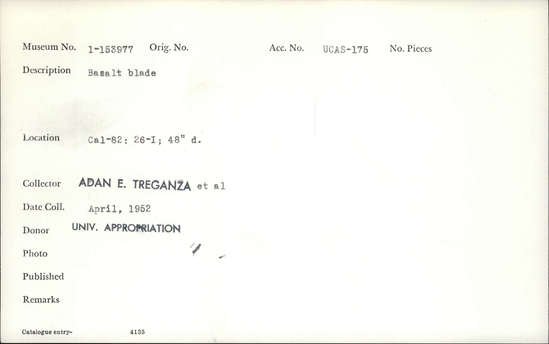 Museum No. 1-153977 Orig. No. Acc. No. UCAS-175 No. Pieces
Description Basalt blade
Location Cal-82: 26-I; 48" d.
Collector ADAN E. TREGANZA et al
Date Coll. April, 1952
Donor UNIV. APPROPRIATION
Photo
Published
Remarks
Catalogue entry- 4135